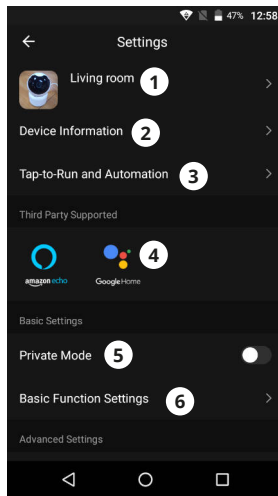 47% 12:58
Settings
Living room 1
Device Information 2
Tap-to-Run and Automation 3
Third Party Supported
4
amazon echo Google Home
Basic Settings
Private Mode 5
Basic Function Settings 6
Advanced Settings